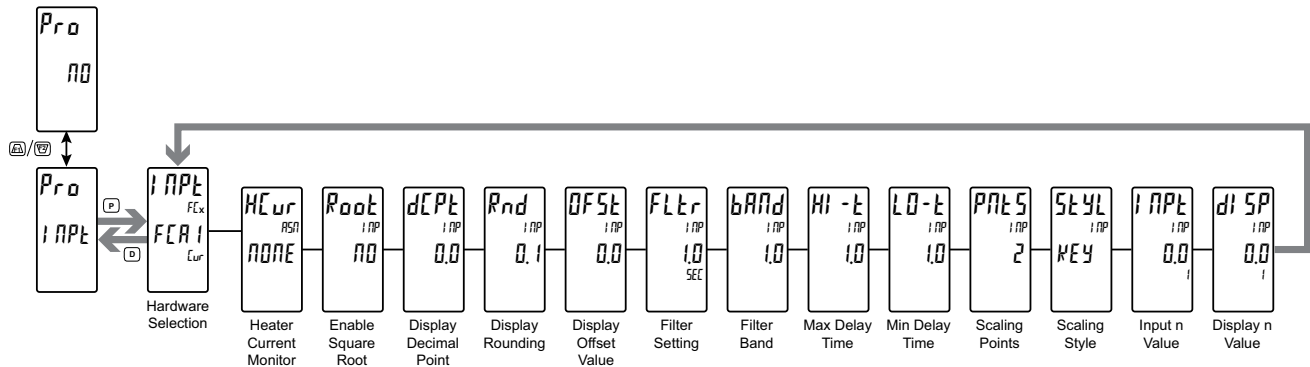 Pro
NO
Pro
INPt
P
D
INPt
FCx
FCA1
Cur
Hardware
Selection
HCur
ASN
NONE
Heater
Current
Monitor
Root
INP
NO
Enable
Square
Root
dCPt
INP
0.0
Display
Decimal
Point
Rnd
INP
0.1
Display
Rounding
OFSt
INP
0.0
Display
Offset
Value
FLtr
INP
1.0
SEC
Filter
Setting
bANd
INP
1.0
Filter
Band
HI-t
INP
1.0
Max Delay
Time
LO-t
INP
1.0
Min Delay
Time
PNtS
INP
2
Scaling
Points
StYL
INP
KEY
Scaling
Style
INPt
INP
0.0
1
Input n
Value
dISP
INP
0.0
1
Display n
Value